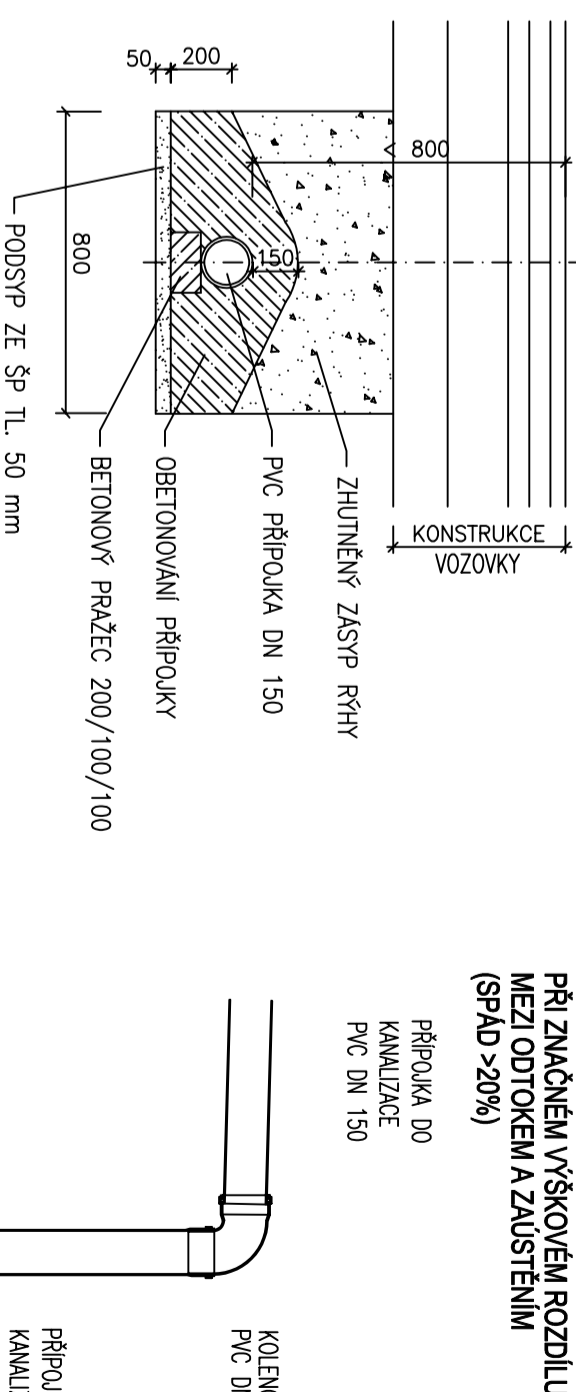 50
200
800
< 800
150
KONSTRUKCE
VOZOVKY
ZHUTNĚNÝ ZÁSYP RÝHY
PVC PŘÍPOJKA DN 150
OBETONOVÁNÍ PŘÍPOJKY
BETONOVÝ PRAŽEC 200/100/100
PODSYP ZE ŠP TL. 50 mm
PŘI ZNAČNÉM VÝŠKOVÉM ROZDÍLU
MEZI ODTOKEM A ZAÚSTĚNÍM
(SPÁD >20%)
PŘÍPOJKA DO
KANALIZACE
PVC DN 150
PVC